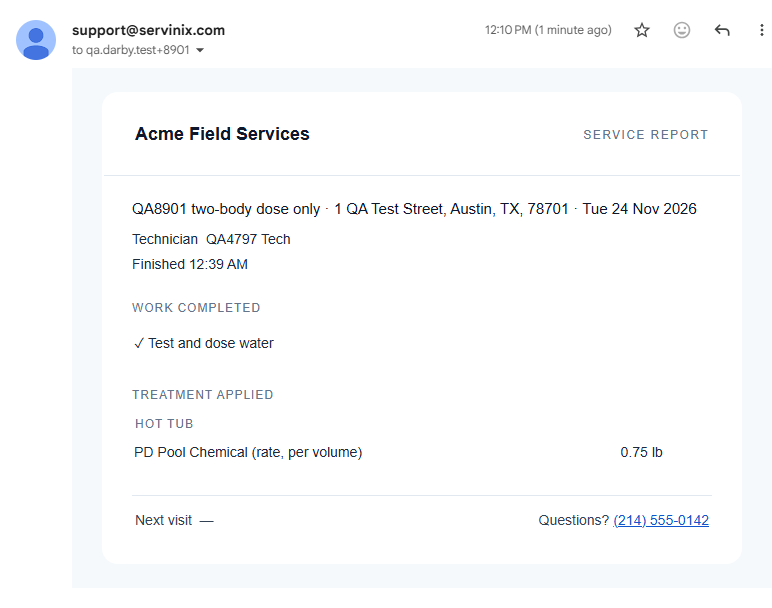 support@servinix.com 12:10 PM (1 minute ago)
to qa.darby.test+8901
Acme Field Services SERVICE REPORT
QA8901 two-body dose only · 1 QA Test Street, Austin, TX, 78701 · Tue 24 Nov 2026
Technician QA4797 Tech
Finished 12:39 AM
WORK COMPLETED
✓ Test and dose water
TREATMENT APPLIED
HOT TUB
PD Pool Chemical (rate, per volume) 0.75 lb
Next visit — Questions? (214) 555-0142